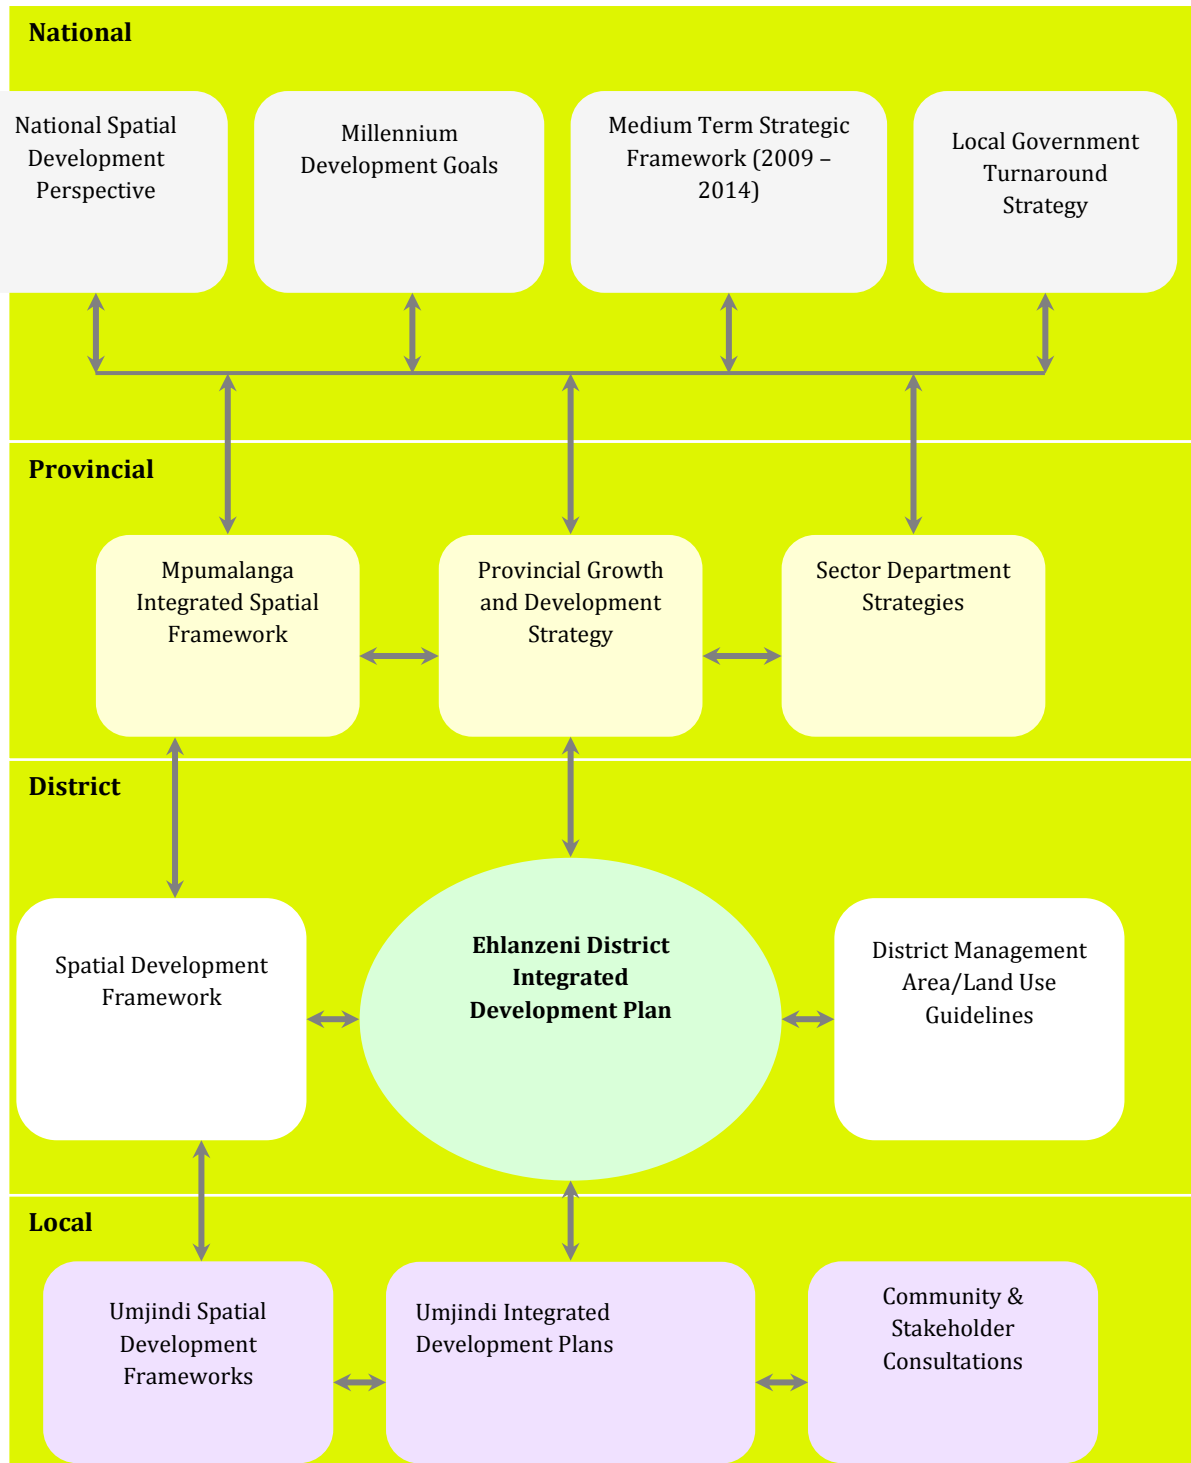 National
National Spatial
Development
Perspective
Millennium
Development Goals
Medium Term Strategic
Framework (2009 –
2014)
Local Government
Turnaround
Strategy
Provincial
Mpumalanga
Integrated Spatial
Framework
Provincial Growth
and Development
Strategy
Sector Department
Strategies
District
Spatial Development
Framework
Ehlanzeni District
Integrated
Development Plan
District Management
Area/Land Use
Guidelines
Local
Umjindi Spatial
Development
Frameworks
Umjindi Integrated
Development Plans
Community &
Stakeholder
Consultations